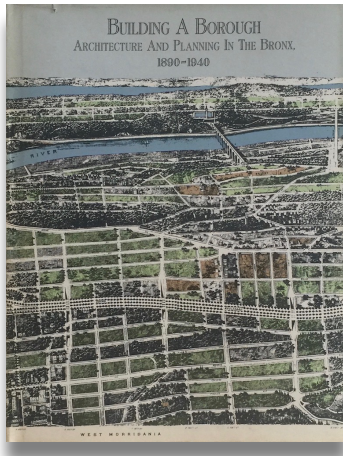 BUILDING A BOROUGH
ARCHITECTURE AND PLANNING IN THE BRONX,
1890-1940
RIVER
WEST MORRISANIA